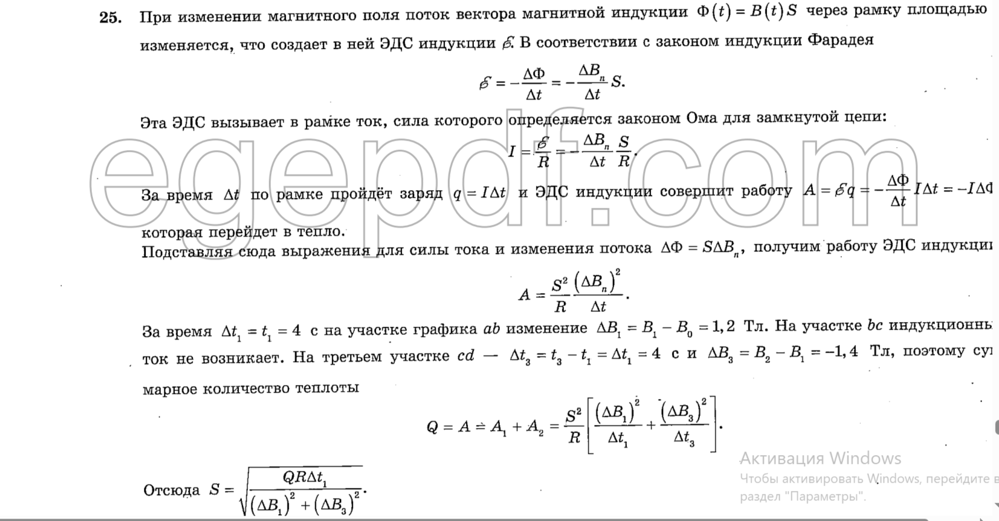 25. При изменении магнитного поля поток вектора магнитной индукции Φ(t) = B(t)S через рамку площадью
изменяется, что создает в ней ЭДС индукции ℰ. В соответствии с законом индукции Фарадея
ℰ = −ΔΦ/Δt = −ΔBₙ/Δt S.
Эта ЭДС вызывает в рамке ток, сила которого определяется законом Ома для замкнутой цепи:
I = ℰ/R = −ΔBₙ/Δt S/R.
За время Δt по рамке пройдёт заряд q = IΔt и ЭДС индукции совершит работу A = ℰq = −ΔΦ/Δt IΔt = −IΔΦ
которая перейдет в тепло.
Подставляя сюда выражения для силы тока и изменения потока ΔΦ = SΔBₙ, получим работу ЭДС индукции
A = S²/R (ΔBₙ)²/Δt.
За время Δt₁ = t₁ = 4 с на участке графика ab изменение ΔB₁ = B₁ − B₀ = 1,2 Тл. На участке bc индукционны
ток не возникает. На третьем участке cd — Δt₃ = t₃ − t₁ = Δt₁ = 4 с и ΔB₃ = B₂ − B₁ = −1,4 Тл, поэтому сум
марное количество теплоты
Q = A = A₁ + A₂ = S²/R [(ΔB₁)²/Δt₁ + (ΔB₃)²/Δt₃].
Отсюда S = √(QRΔt₁/((ΔB₁)² + (ΔB₃)²)).
egepdf.com
Активация Windows
Чтобы активировать Windows, перейдите в
раздел "Параметры".